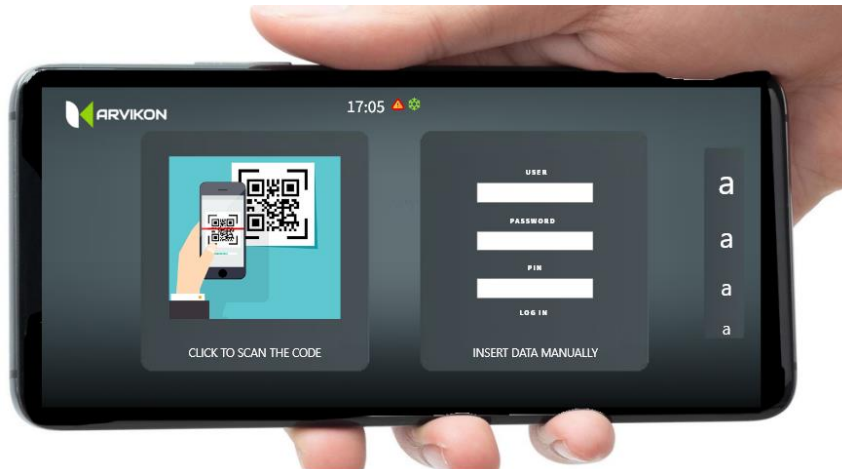 ARVIKON
17:05
CLICK TO SCAN THE CODE
USER
PASSWORD
PIN
LOG IN
INSERT DATA MANUALLY
a
a
a
a